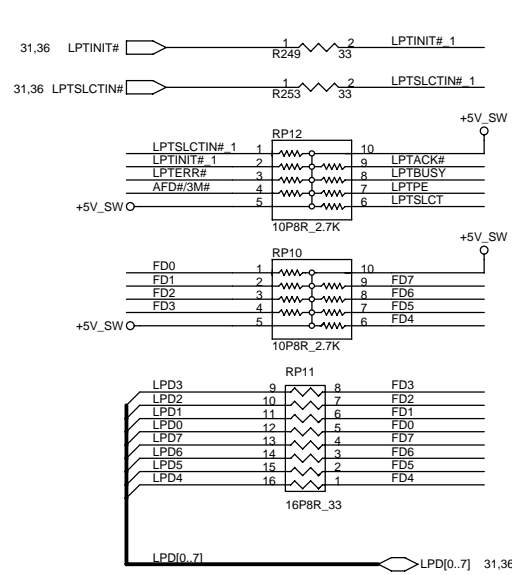 31,36 LPTINIT# 1 R249 2 33 LPTINIT#_1
31,36 LPTSLCTIN# 1 R253 2 33 LPTSLCTIN#_1
+5V_SW
RP12
LPTSLCTIN#_1 1 10
LPTINIT#_1 2 9 LPTACK#
LPTERR# 3 8 LPTBUSY
AFD#/3M# 4 7 LPTPE
+5V_SW 5 6 LPTSLCT
10P8R_2.7K
+5V_SW
RP10
FD0 1 10
FD1 2 9 FD7
FD2 3 8 FD6
FD3 4 7 FD5
+5V_SW 5 6 FD4
10P8R_2.7K
RP11
LPD3 9 8 FD3
LPD2 10 7 FD2
LPD1 11 6 FD1
LPD0 12 5 FD0
LPD7 13 4 FD7
LPD6 14 3 FD6
LPD5 15 2 FD5
LPD4 16 1 FD4
16P8R_33
LPD[0..7] LPD[0..7] 31,36